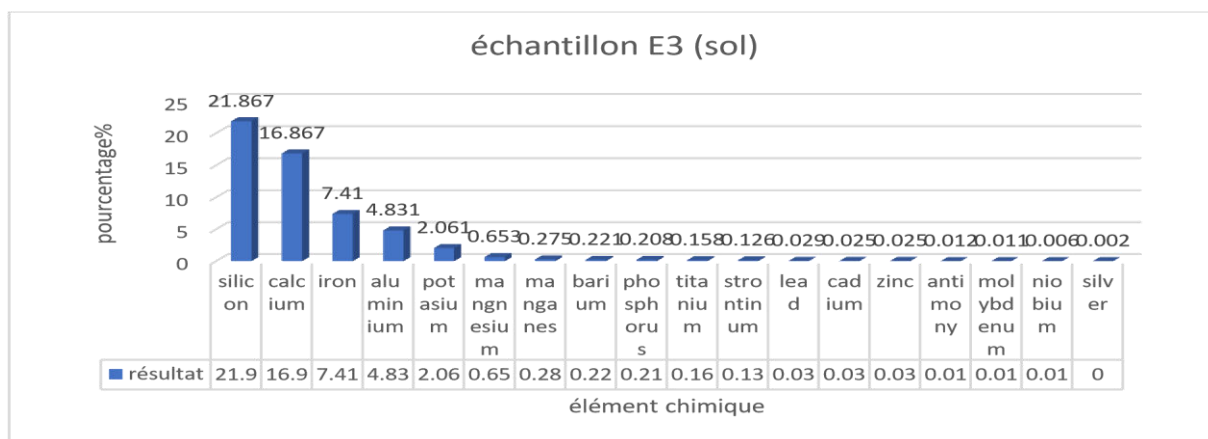 échantillon E3 (sol)
pourcentage%
25
20
15
10
5
0
21.867
16.867
7.41
4.831
2.061
0.653
0.275
0.221
0.208
0.158
0.126
0.029
0.025
0.025
0.012
0.011
0.006
0.002
silic
on
calc
ium
iron
alu
min
ium
pot
asiu
m
ma
ngn
esiu
m
ma
nga
nes
bari
um
pho
sph
oru
s
tita
niu
m
stro
ntin
um
lea
d
cad
ium
zinc
anti
mo
ny
mol
ybd
enu
m
nio
biu
m
silv
er
résultat 21.9 16.9 7.41 4.83 2.06 0.65 0.28 0.22 0.21 0.16 0.13 0.03 0.03 0.03 0.01 0.01 0.01 0
élément chimique